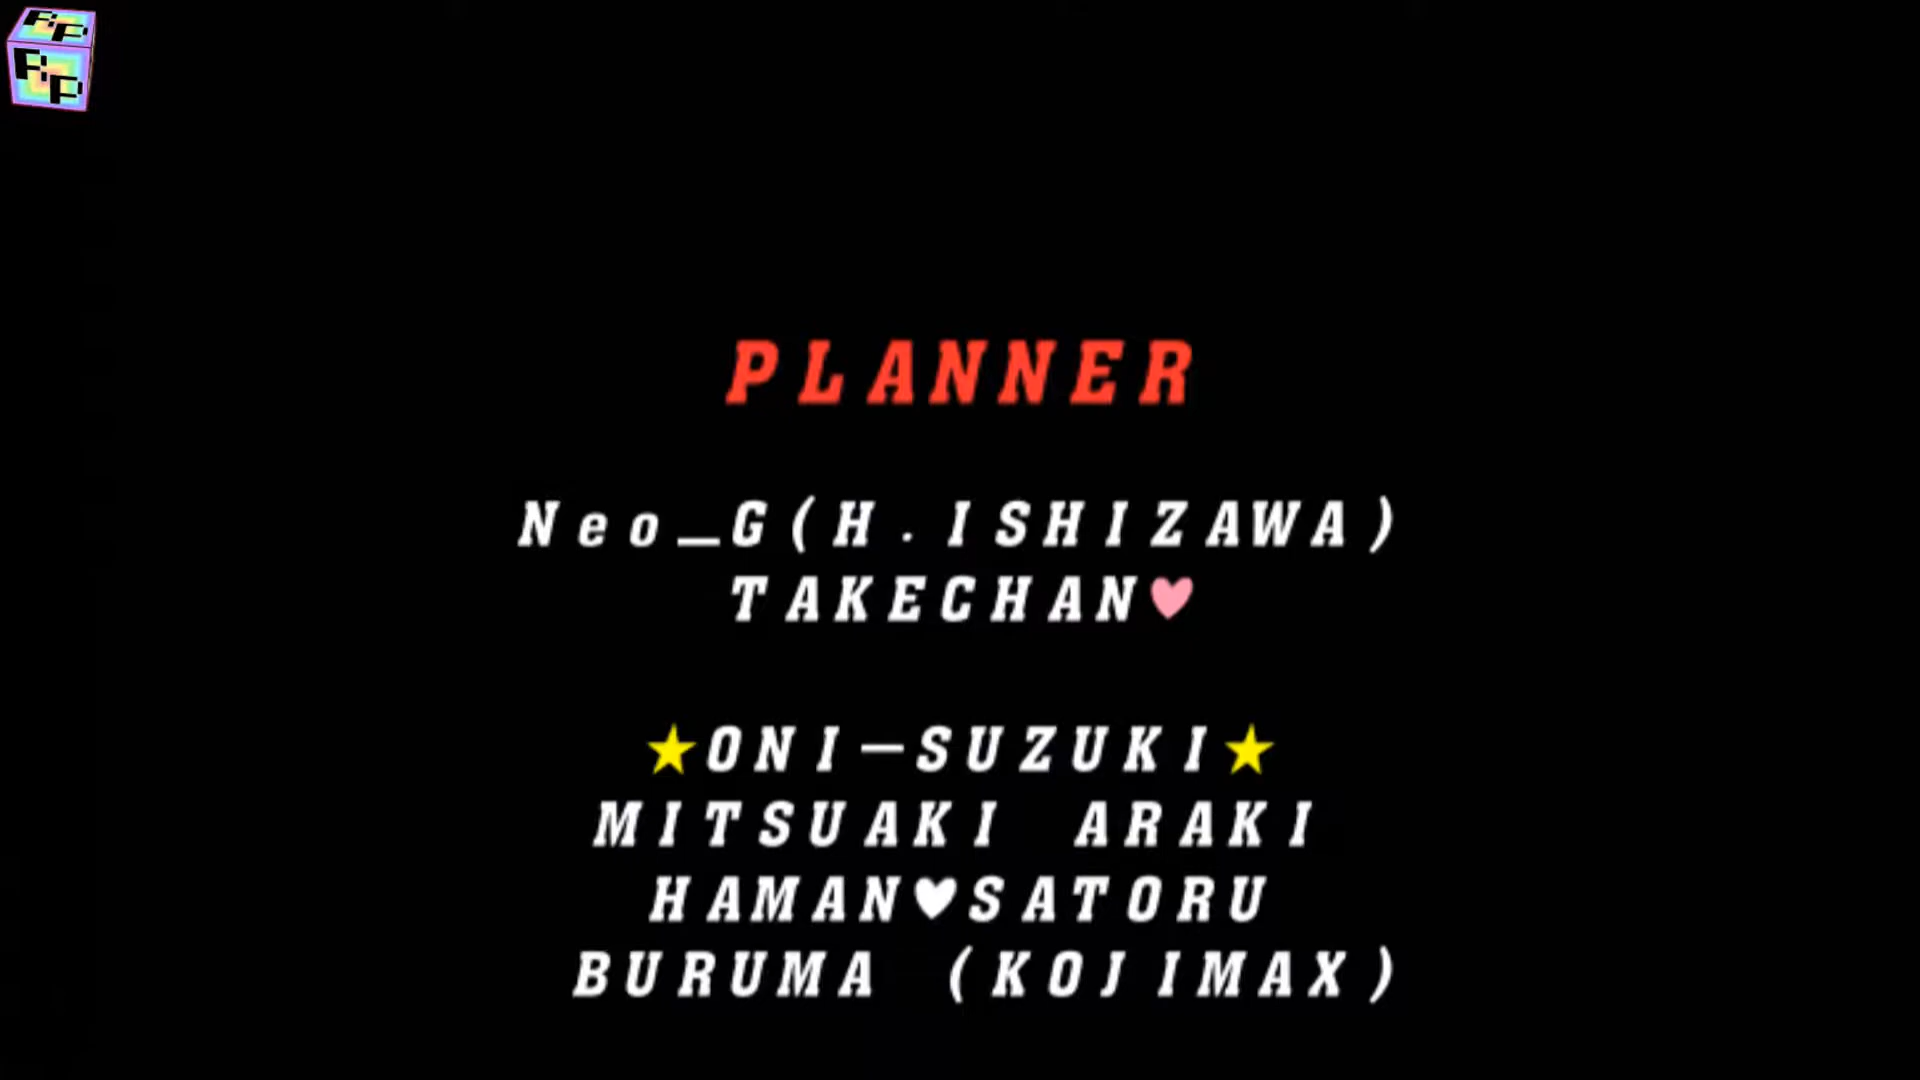 PLANNER
Neo_G(H.ISHIZAWA)
TAKECHAN♥
★ONI-SUZUKI★
MITSUAKI ARAKI
HAMAN♥SATORU
BURUMA (KOJIMAX)